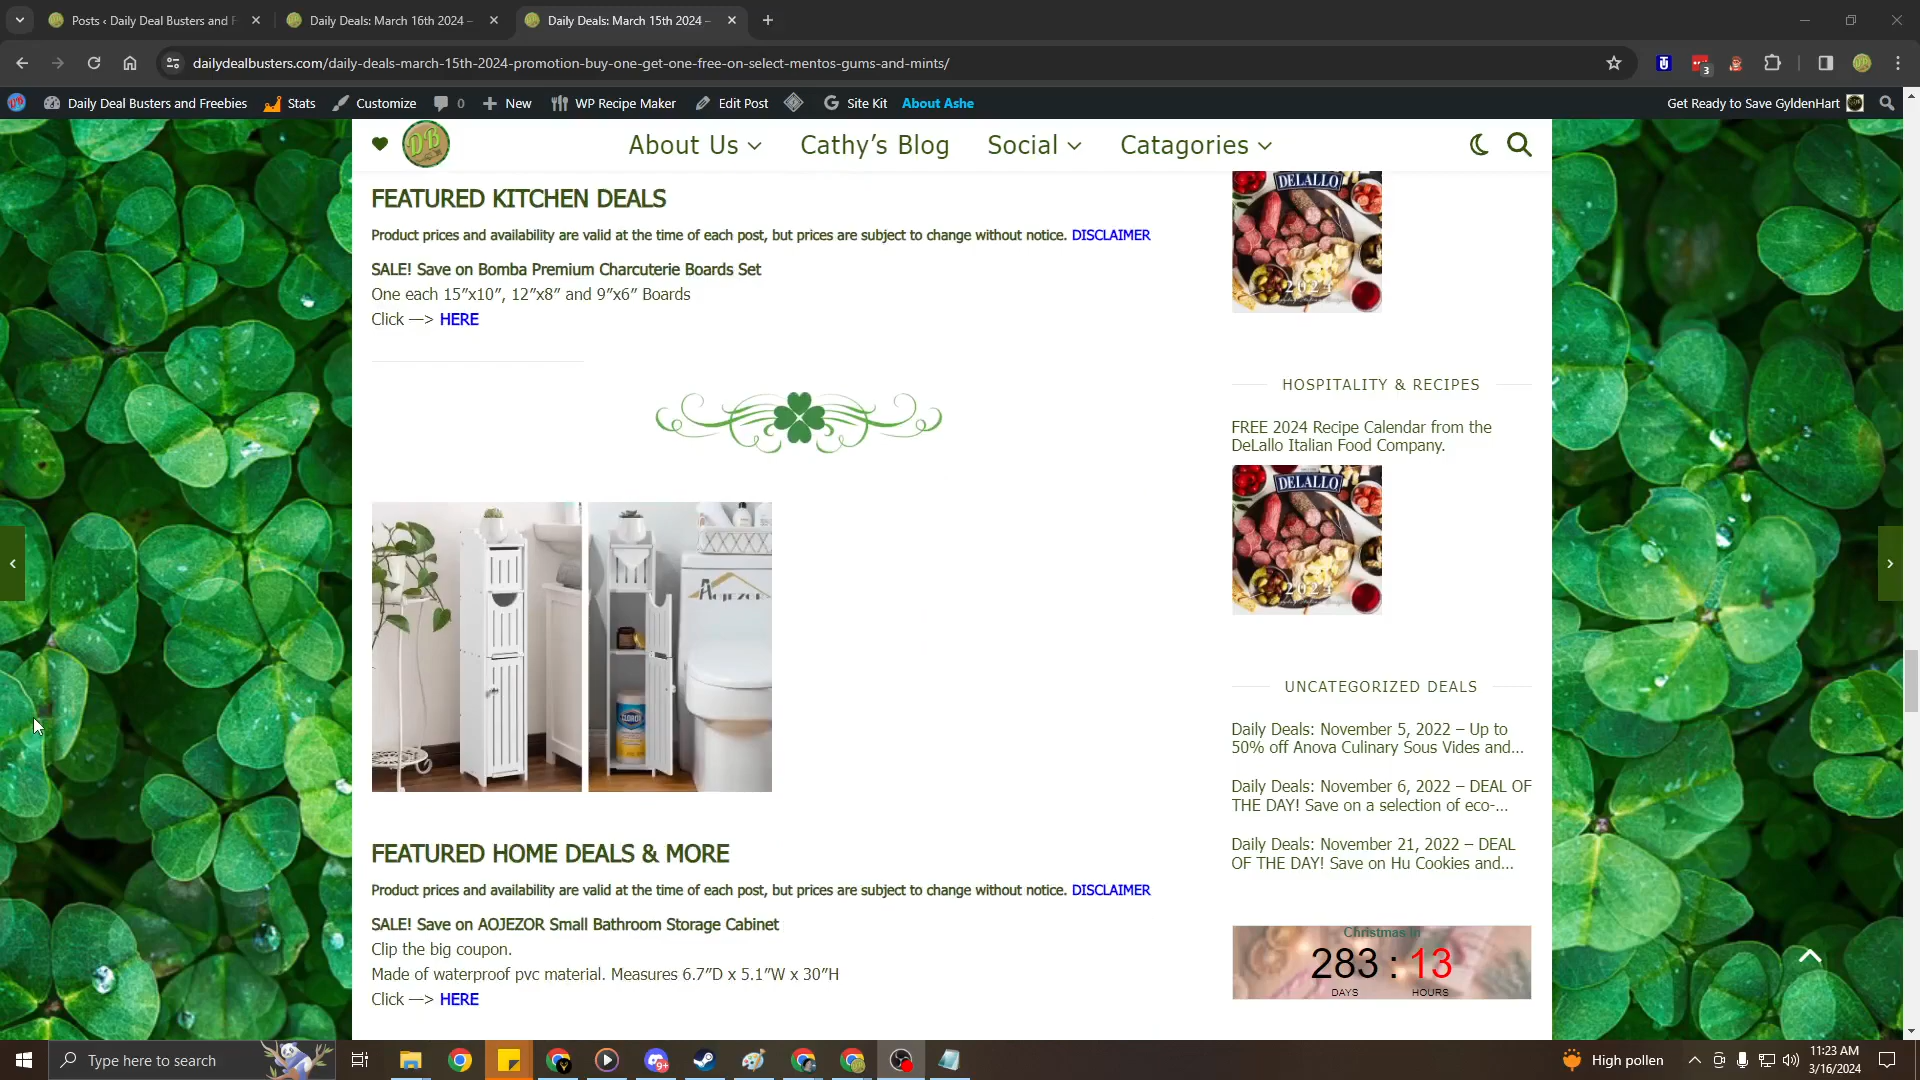 Posts ‹ Daily Deal Busters and F
Daily Deals: March 16th 2024 –
Daily Deals: March 15th 2024 –
dailydealbusters.com/daily-deals-march-15th-2024-promotion-buy-one-get-one-free-on-select-mentos-gums-and-mints/
3
Daily Deal Busters and Freebies
Stats
Customize
0
New
WP Recipe Maker
Edit Post
Site Kit
About Ashe
Get Ready to Save GyldenHart
DB
About Us
Cathy’s Blog
Social
Catagories
FEATURED KITCHEN DEALS
Product prices and availability are valid at the time of each post, but prices are subject to change without notice. DISCLAIMER
SALE! Save on Bomba Premium Charcuterie Boards Set
One each 15”x10”, 12”x8” and 9”x6” Boards
Click —> HERE
AOJEZOR
CLOROX
FEATURED HOME DEALS & MORE
Product prices and availability are valid at the time of each post, but prices are subject to change without notice. DISCLAIMER
SALE! Save on AOJEZOR Small Bathroom Storage Cabinet
Clip the big coupon.
Made of waterproof pvc material. Measures 6.7”D x 5.1”W x 30”H
Click —> HERE
DELALLO
2024
HOSPITALITY & RECIPES
FREE 2024 Recipe Calendar from the
DeLallo Italian Food Company.
DELALLO
2024
UNCATEGORIZED DEALS
Daily Deals: November 5, 2022 – Up to
50% off Anova Culinary Sous Vides and...
Daily Deals: November 6, 2022 – DEAL OF
THE DAY! Save on a selection of eco-...
Daily Deals: November 21, 2022 – DEAL
OF THE DAY! Save on Hu Cookies and...
Christmas in
283 : 13
DAYS HOURS
Type here to search
9+
High pollen
11:23 AM
3/16/2024